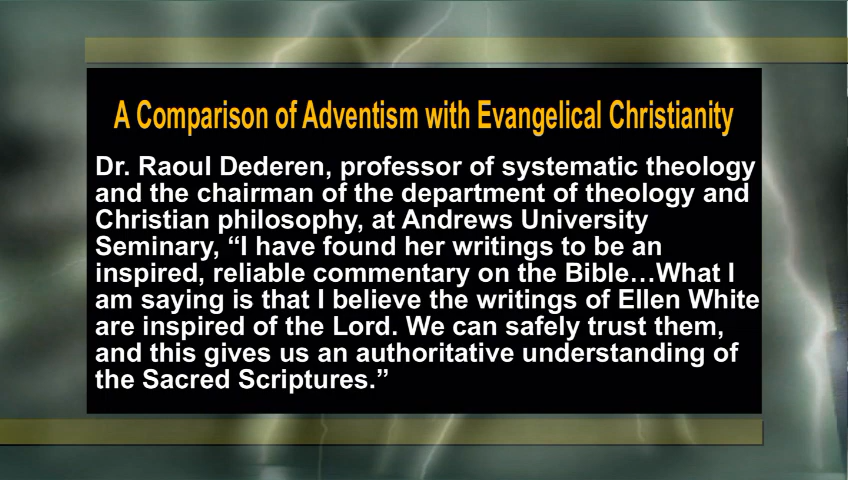 A Comparison of Adventism with Evangelical Christianity
Dr. Raoul Dederen, professor of systematic theology
and the chairman of the department of theology and
Christian philosophy, at Andrews University
Seminary, “I have found her writings to be an
inspired, reliable commentary on the Bible…What I
am saying is that I believe the writings of Ellen White
are inspired of the Lord. We can safely trust them,
and this gives us an authoritative understanding of
the Sacred Scriptures.”